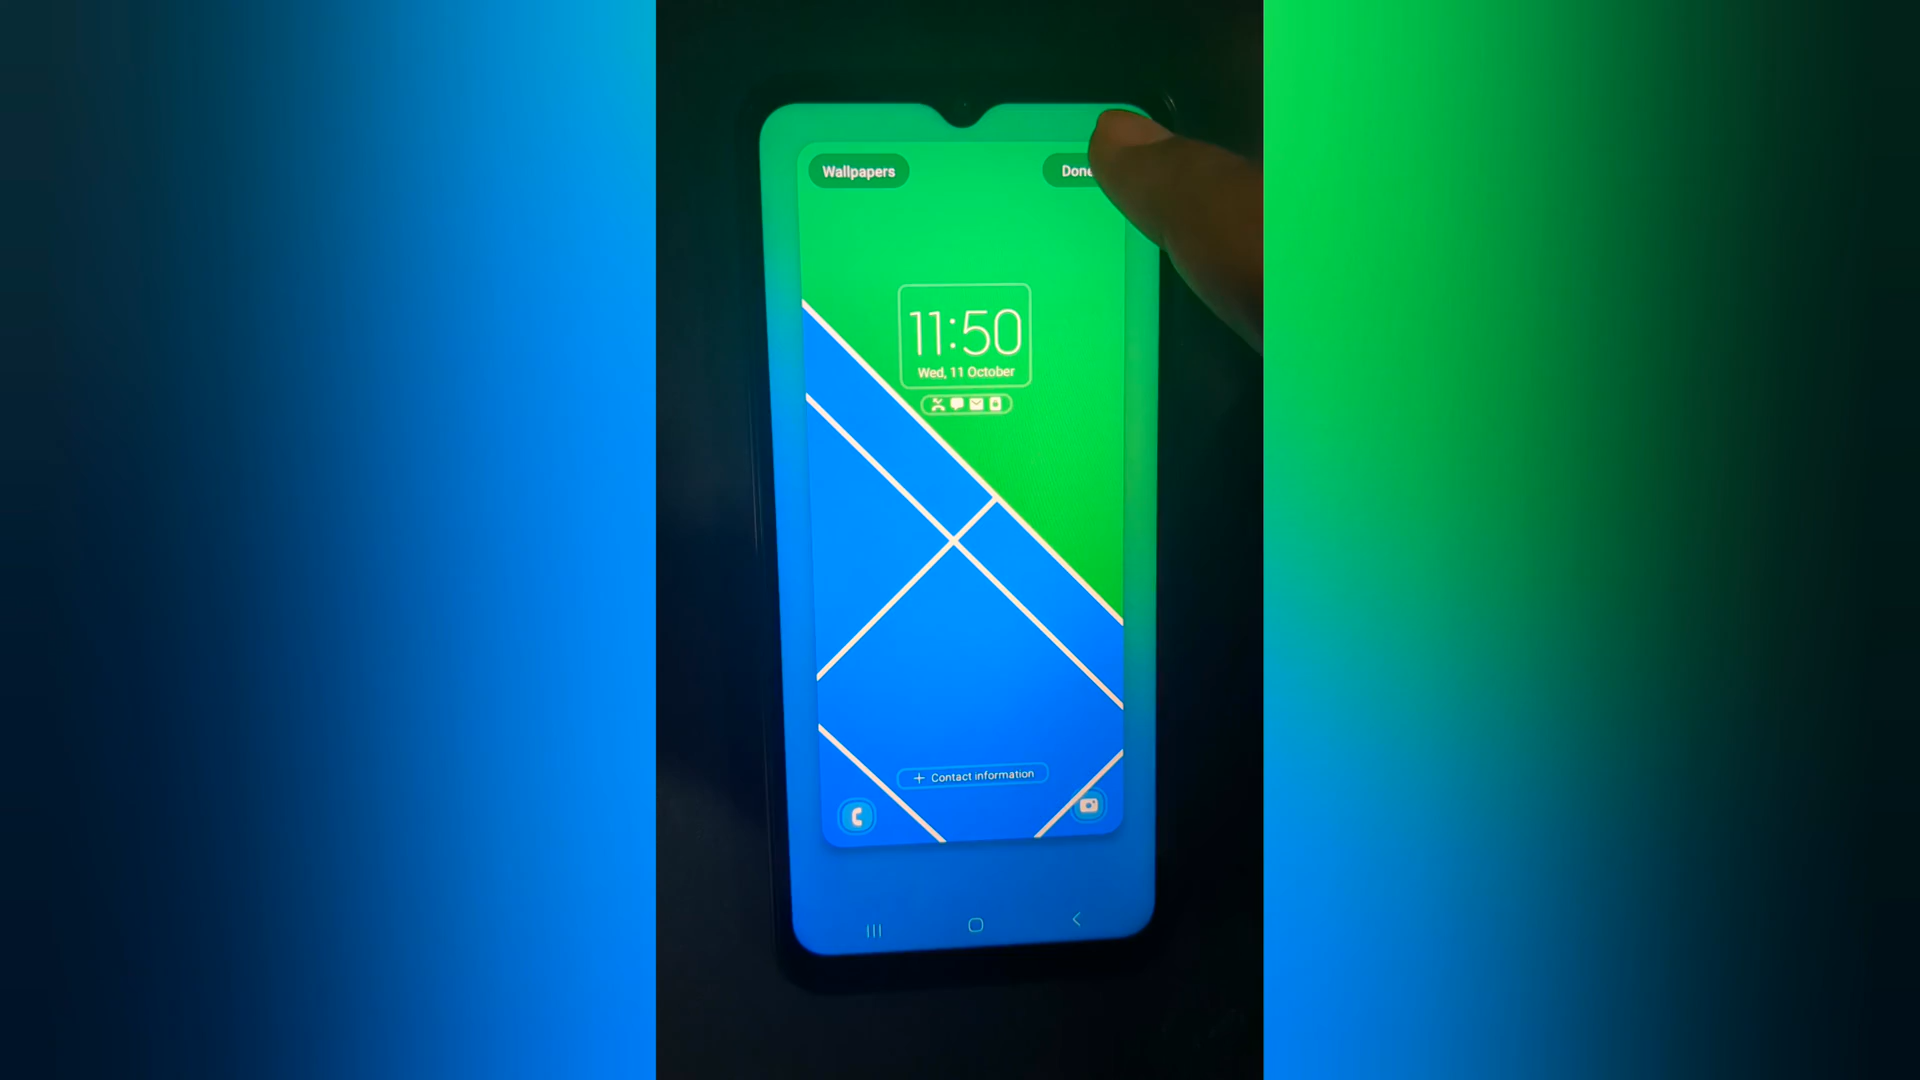 Wallpapers
Done
11:50
Wed, 11 October
+ Contact information